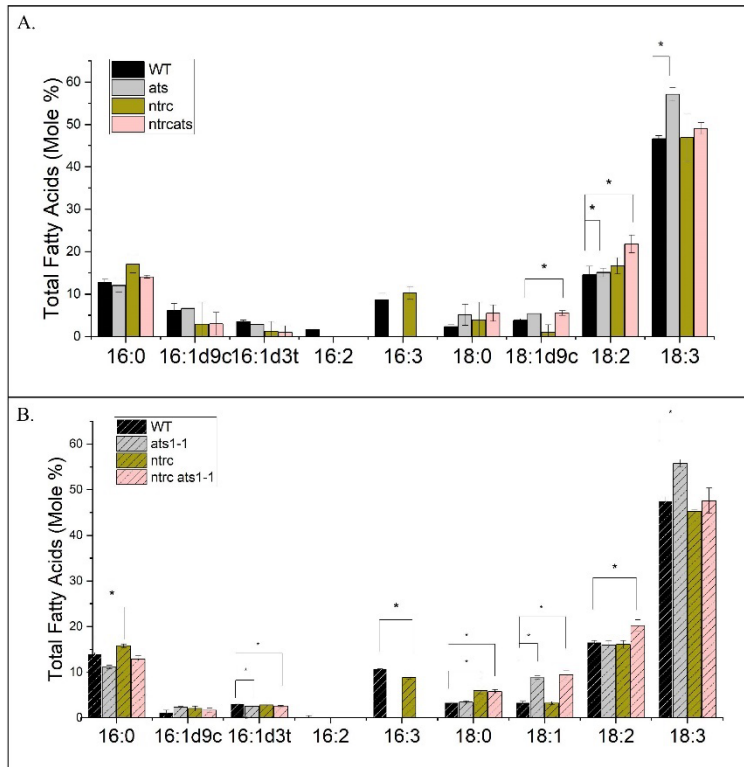 A.
WT
ats
ntrc
ntrcats
Total Fatty Acids (Mole %)
60
50
40
30
20
10
0
*
*
*
*
16:0 16:1d9c 16:1d3t 16:2 16:3 18:0 18:1d9c 18:2 18:3
B.
WT
ats1-1
ntrc
ntrc ats1-1
Total Fatty Acids (Mole %)
60
50
40
30
20
10
0
*
*
*
*
*
*
*
*
*
*
16:0 16:1d9c 16:1d3t 16:2 16:3 18:0 18:1 18:2 18:3